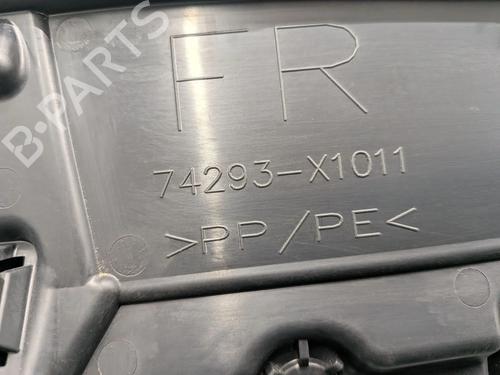 B-PARTS
FR
74293-X1011
>PP/PE<